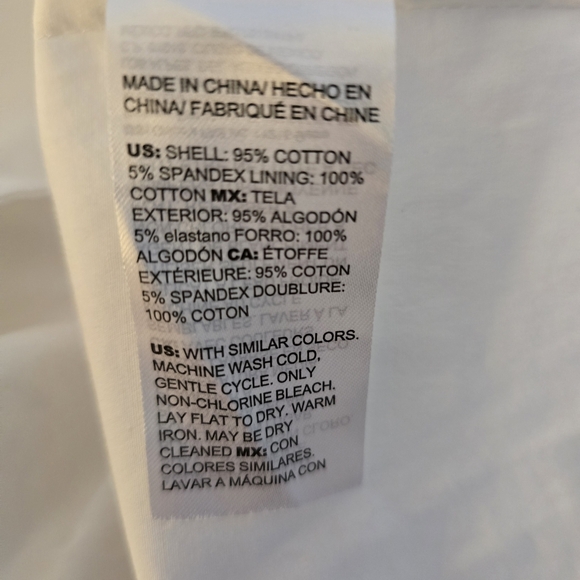 MADE IN CHINA/ HECHO EN
CHINA/ FABRIQUÉ EN CHINE
US: SHELL: 95% COTTON
5% SPANDEX LINING: 100%
COTTON MX: TELA
EXTERIOR: 95% ALGODÓN
5% elastano FORRO: 100%
ALGODÓN CA: ÉTOFFE
EXTÉRIEURE: 95% COTON
5% SPANDEX DOUBLURE:
100% COTON
US: WITH SIMILAR COLORS.
MACHINE WASH COLD,
GENTLE CYCLE. ONLY
NON-CHLORINE BLEACH.
LAY FLAT TO DRY. WARM
IRON. MAY BE DRY
CLEANED MX: CON
COLORES SIMILARES.
LAVAR A MÁQUINA CON